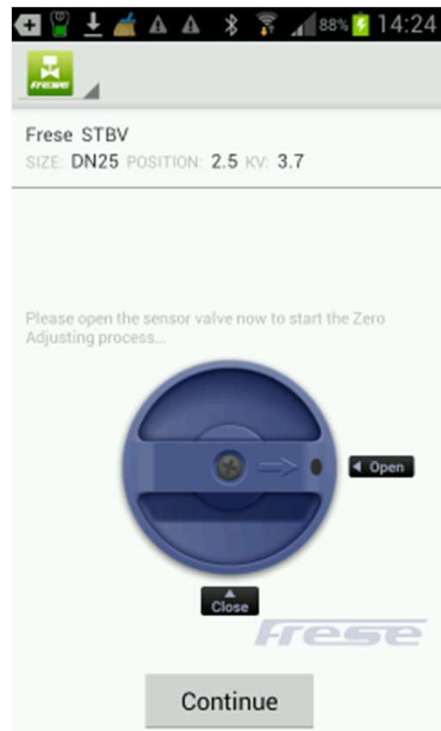 88% 14:24
FRESE
Frese STBV
SIZE: DN25 POSITION: 2.5 KV: 3.7
Please open the sensor valve now to start the Zero
Adjusting process...
Open
Close
Frese
Continue